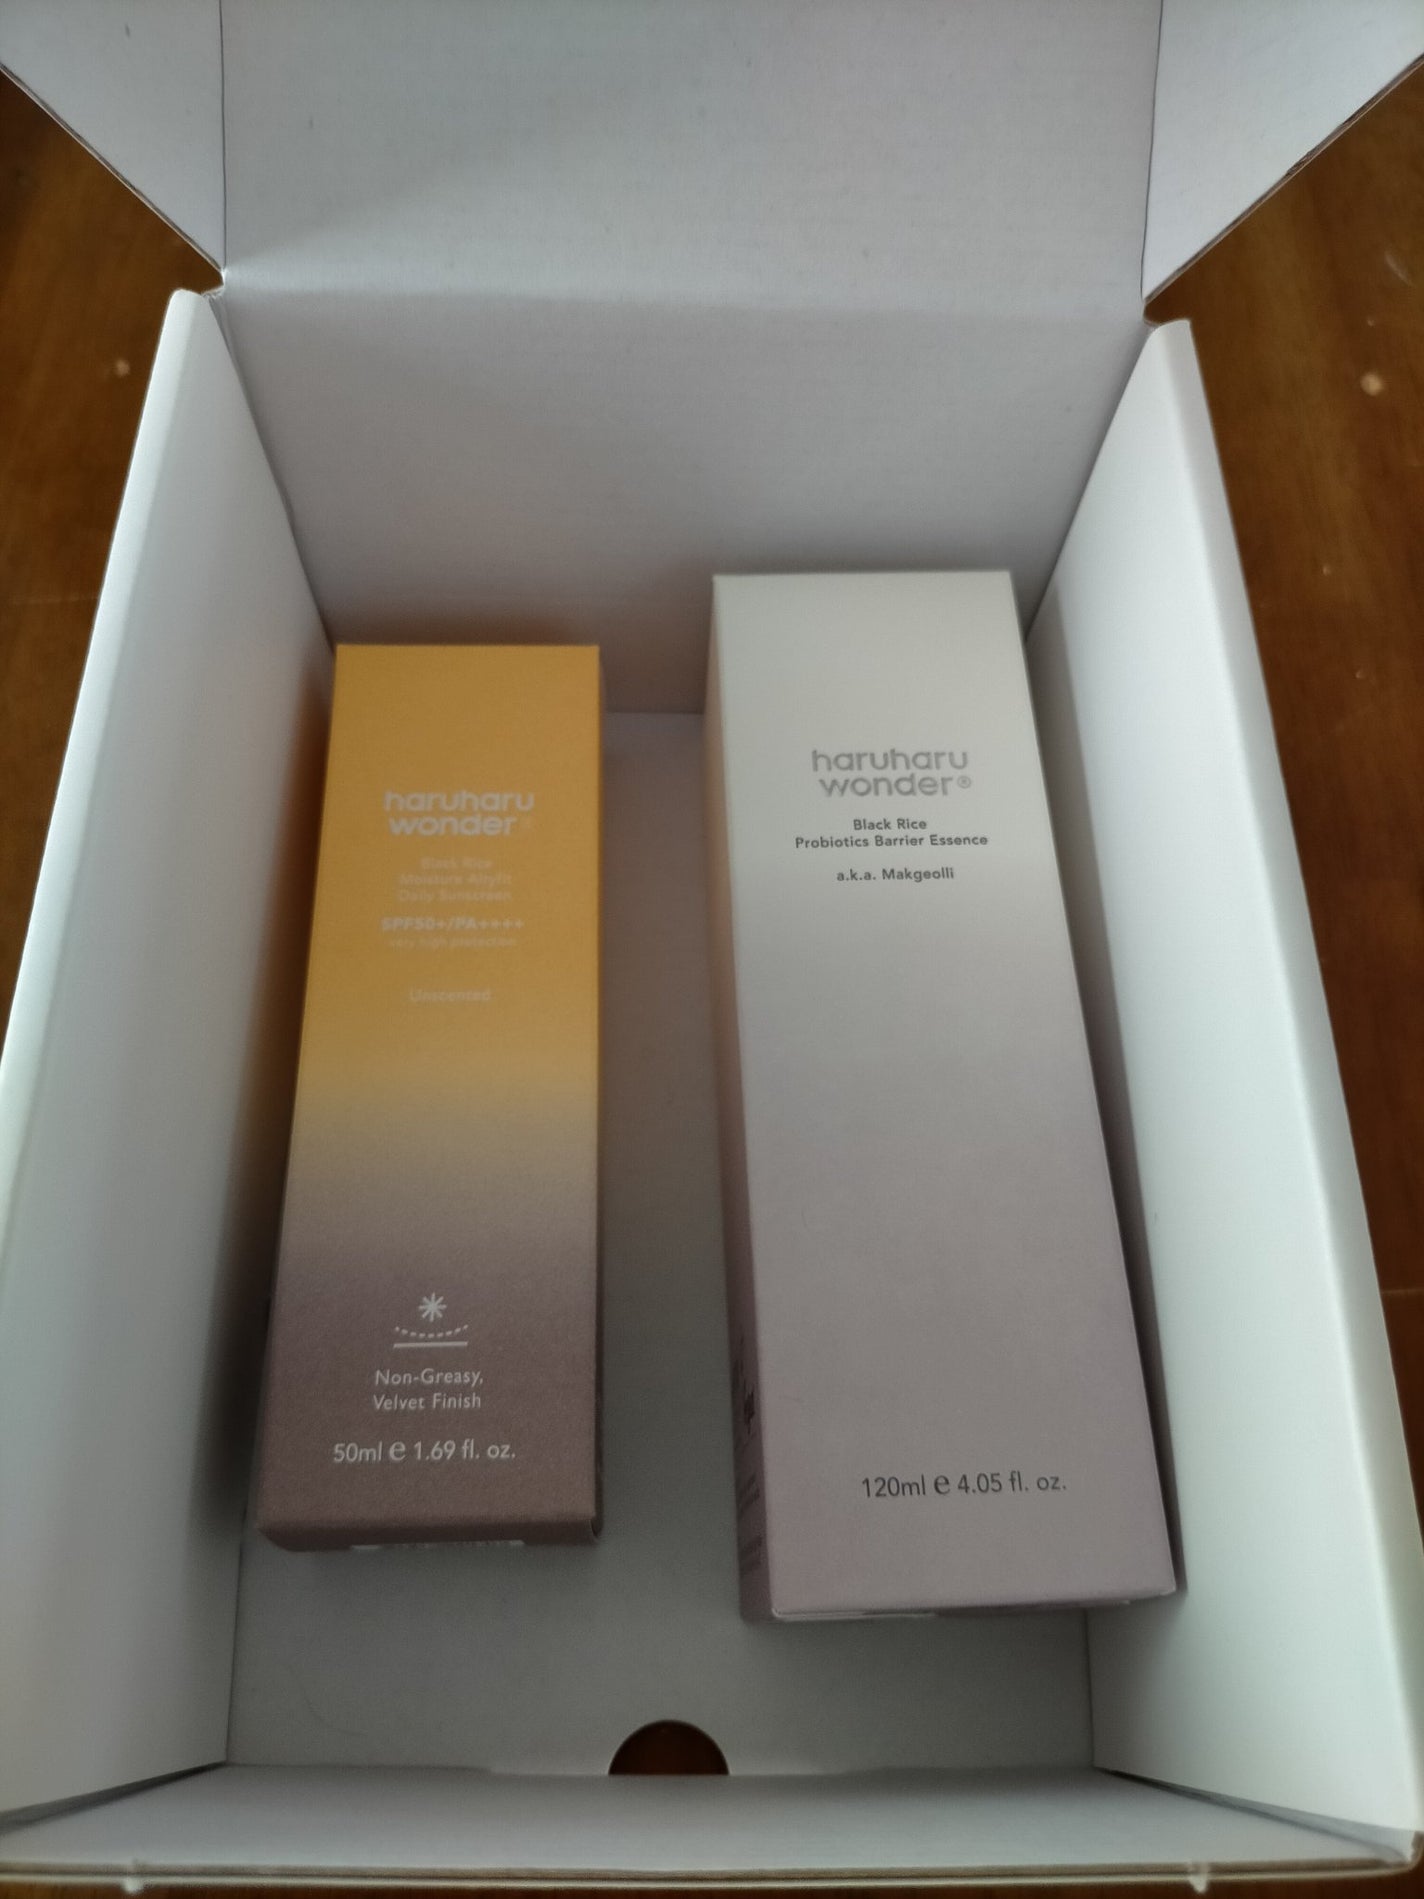 haruharu
wonder
Black Rice
Moisture Airyfit
Daily Sunscreen
SPF50+/PA++++
very high protection
Unscented
Non-Greasy,
Velvet Finish
50ml ℮ 1.69 fl. oz.
haruharu
wonder®
Black Rice
Probiotics Barrier Essence
a.k.a. Makgeolli
120ml ℮ 4.05 fl. oz.